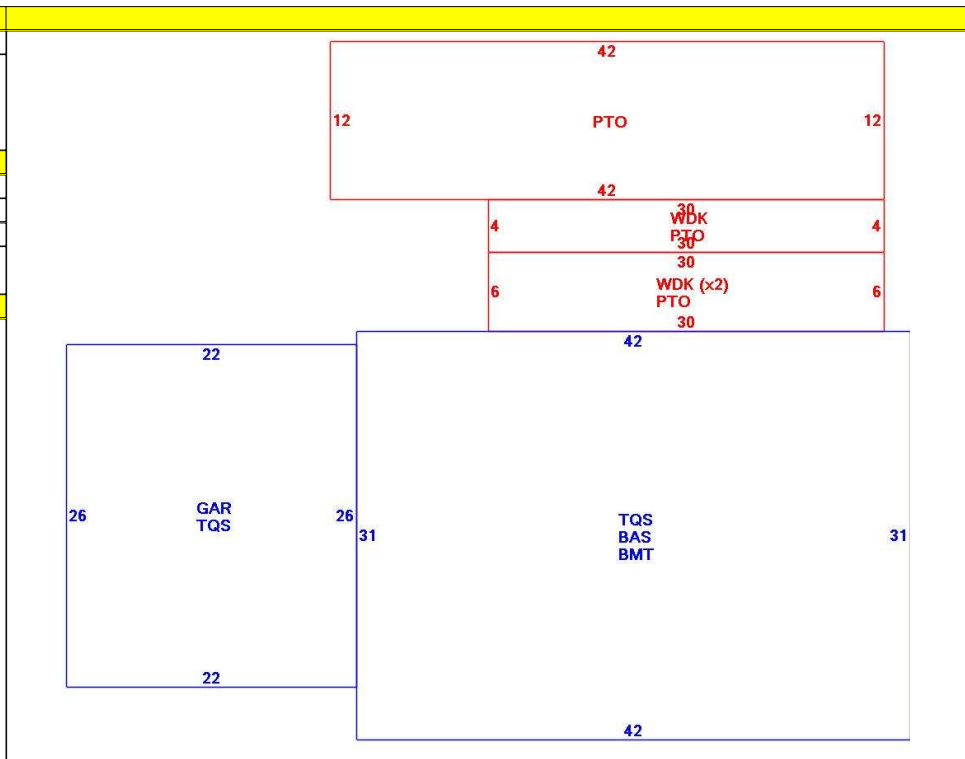 42
12 PTO 12
42
30
4 WDK 4
PTO
30
30
6 WDK (x2) 6
PTO
30
42
22
26 GAR 26
TQS
31 TQS 31
BAS
BMT
22
42